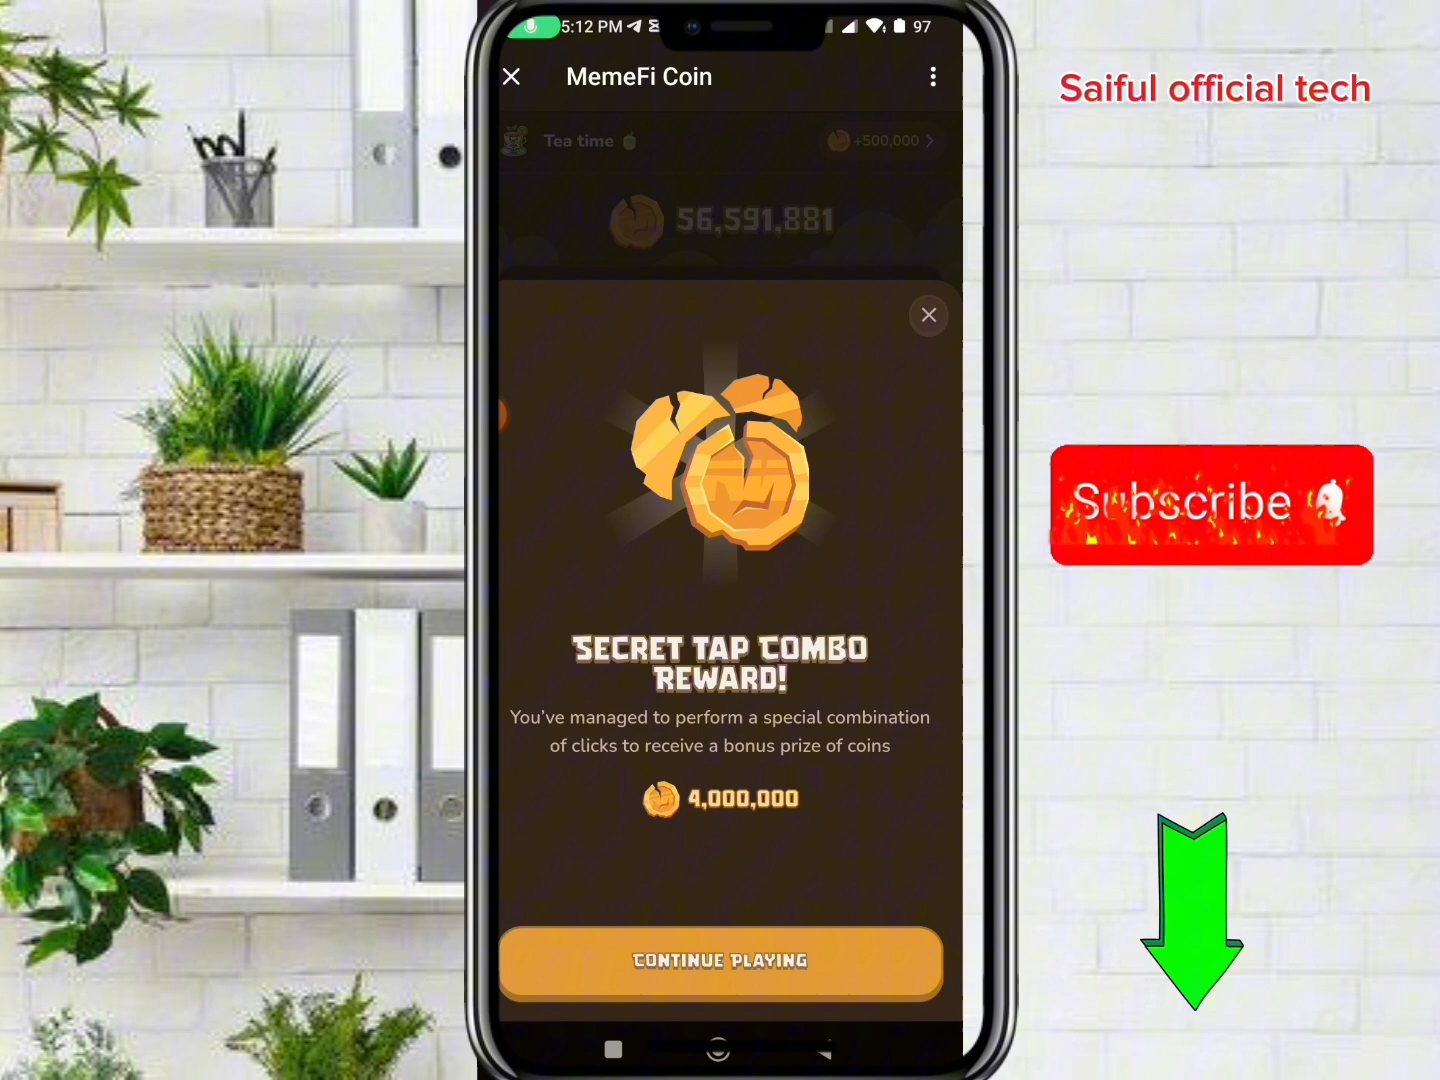 5:12 PM
97
MemeFi Coin
Tea time
+500,000
56,591,881
SECRET TAP COMBO
REWARD!
You've managed to perform a special combination
of clicks to receive a bonus prize of coins
4,000,000
CONTINUE PLAYING
Saiful official tech
Subscribe